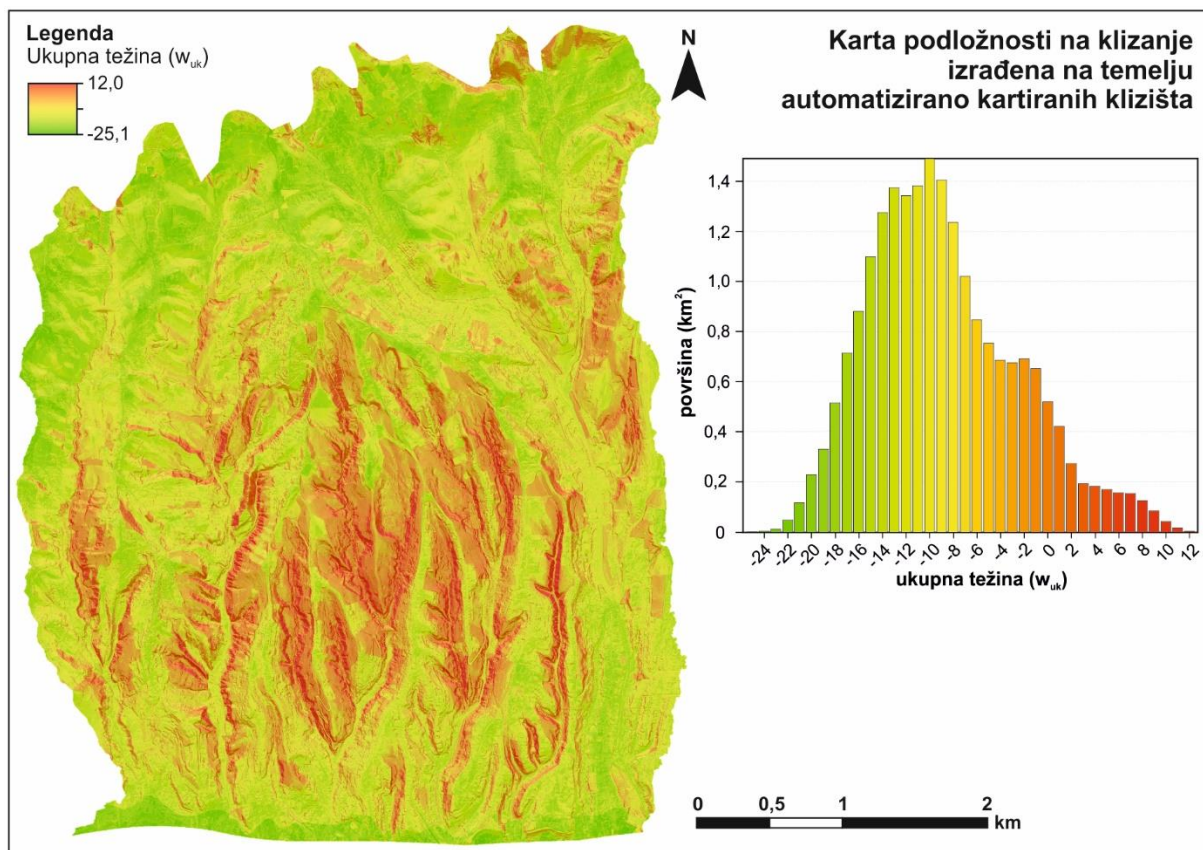 Legenda
Ukupna težina (wuk)
12,0
-25,1
N
Karta podložnosti na klizanje
izrađena na temelju
automatizirano kartiranih klizišta
1,4
1,2
1
0,8
0,6
0,4
0,2
0
površina (km²)
-24 -22 -20 -18 -16 -14 -12 -10 -8 -6 -4 -2 0 2 4 6 8 10 12
ukupna težina (wuk)
0 0,5 1 2
km